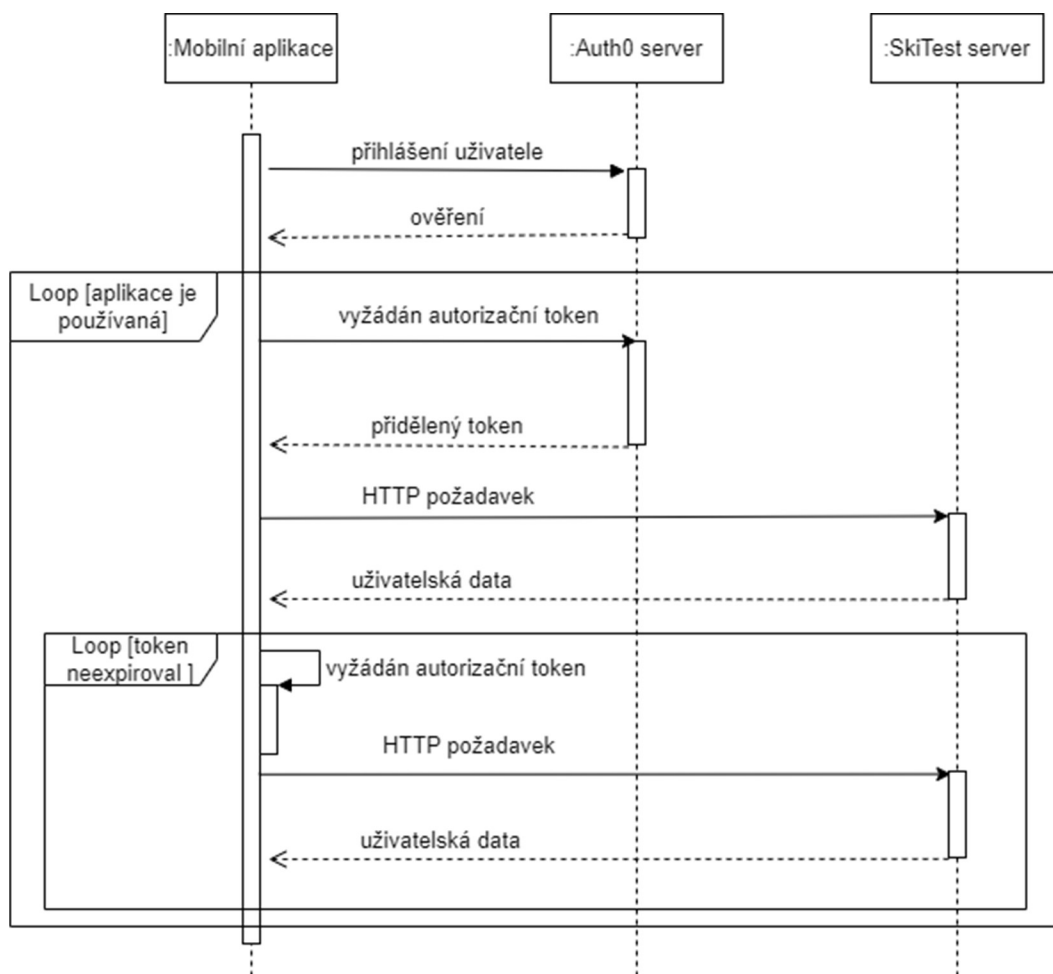 :Mobilní aplikace
:Auth0 server
:SkiTest server
přihlášení uživatele
ověření
Loop [aplikace je
používaná]
vyžádán autorizační token
přidělený token
HTTP požadavek
uživatelská data
Loop [token
neexpiroval ]
vyžádán autorizační token
HTTP požadavek
uživatelská data